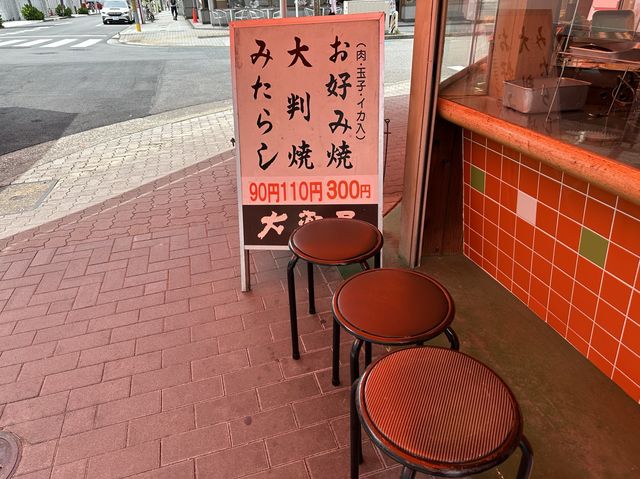 お好み焼
(肉・玉子・イカ入)
300円
大判焼
110円
みたらし
90円